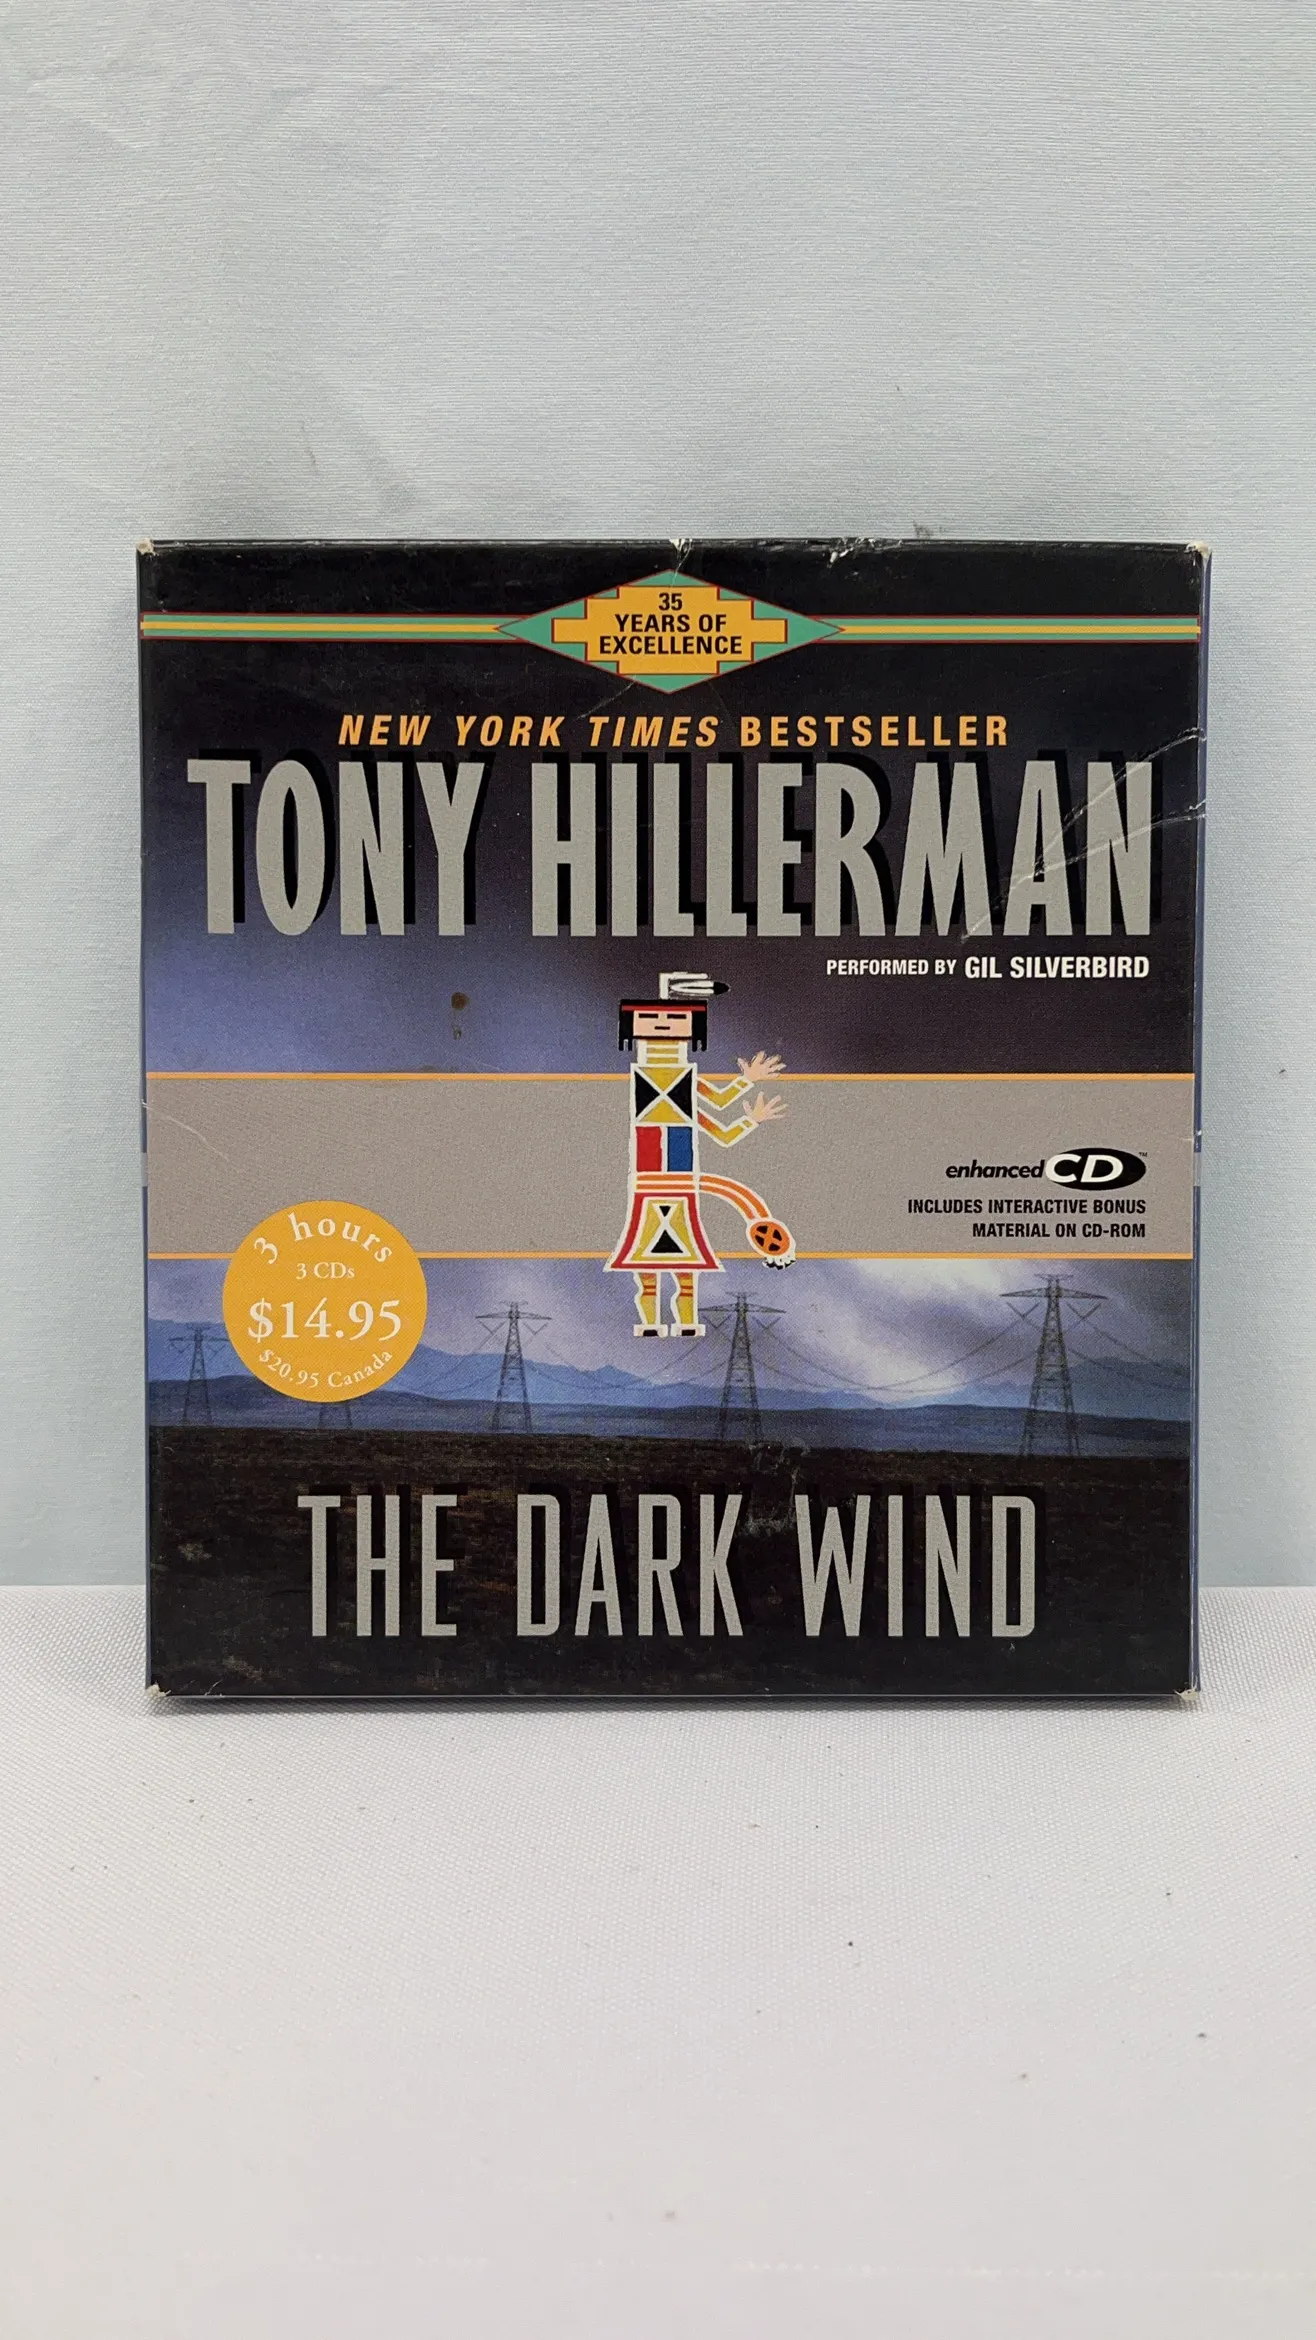 35
YEARS OF
EXCELLENCE
NEW YORK TIMES BESTSELLER
TONY HILLERMAN
PERFORMED BY GIL SILVERBIRD
enhanced CD™
INCLUDES INTERACTIVE BONUS
MATERIAL ON CD-ROM
3 hours
3 CDs
$14.95
$20.95 Canada
THE DARK WIND